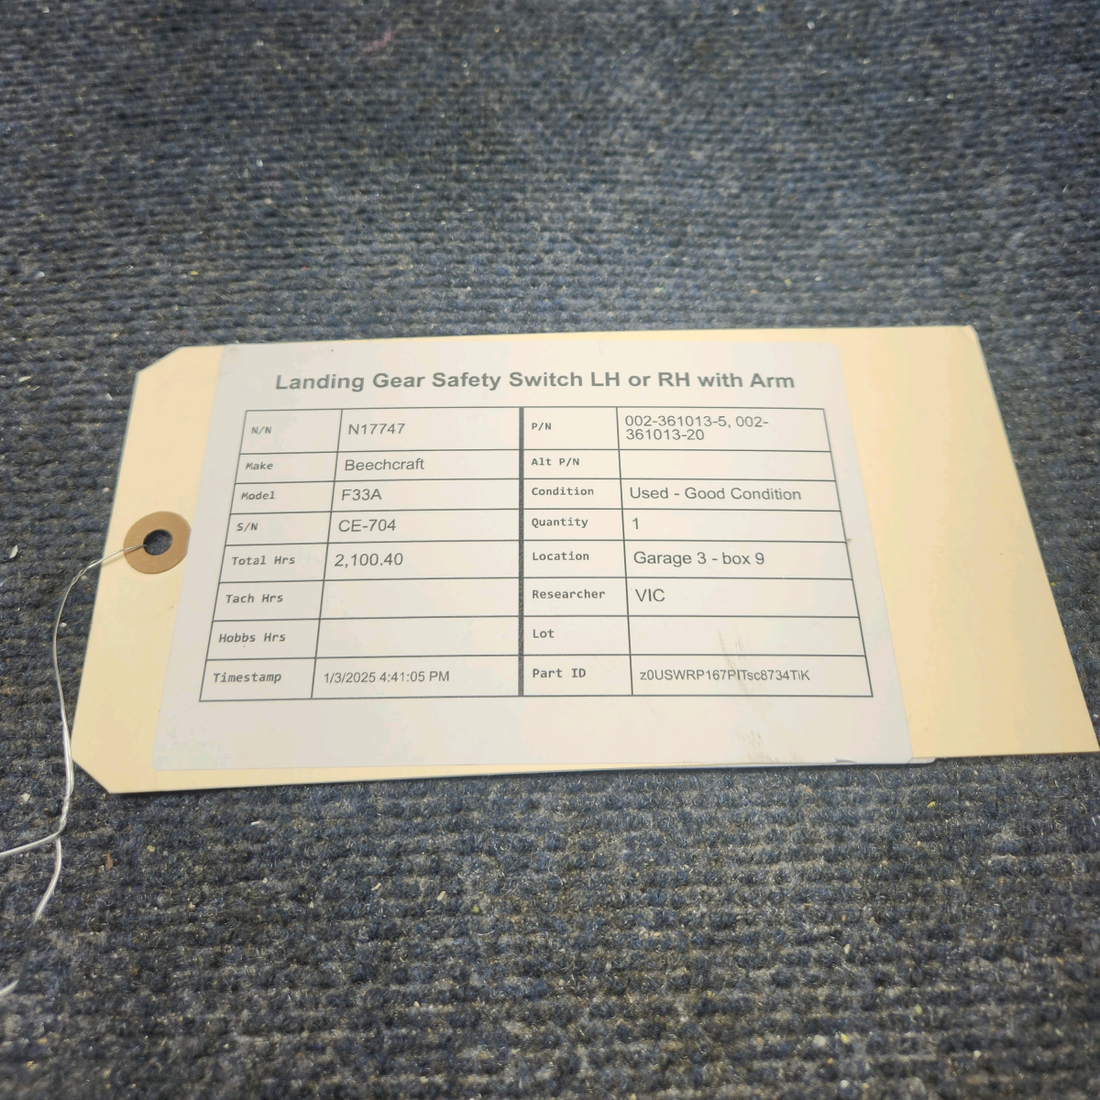 Landing Gear Safety Switch LH or RH with Arm
N/N N17747 P/N 002-361013-5, 002-
361013-20
Make Beechcraft Alt P/N
Model F33A Condition Used - Good Condition
S/N CE-704 Quantity 1
Total Hrs 2,100.40 Location Garage 3 - box 9
Tach Hrs Researcher VIC
Hobbs Hrs Lot
Timestamp 1/3/2025 4:41:05 PM Part ID z0USWRP167PITsc8734TiK